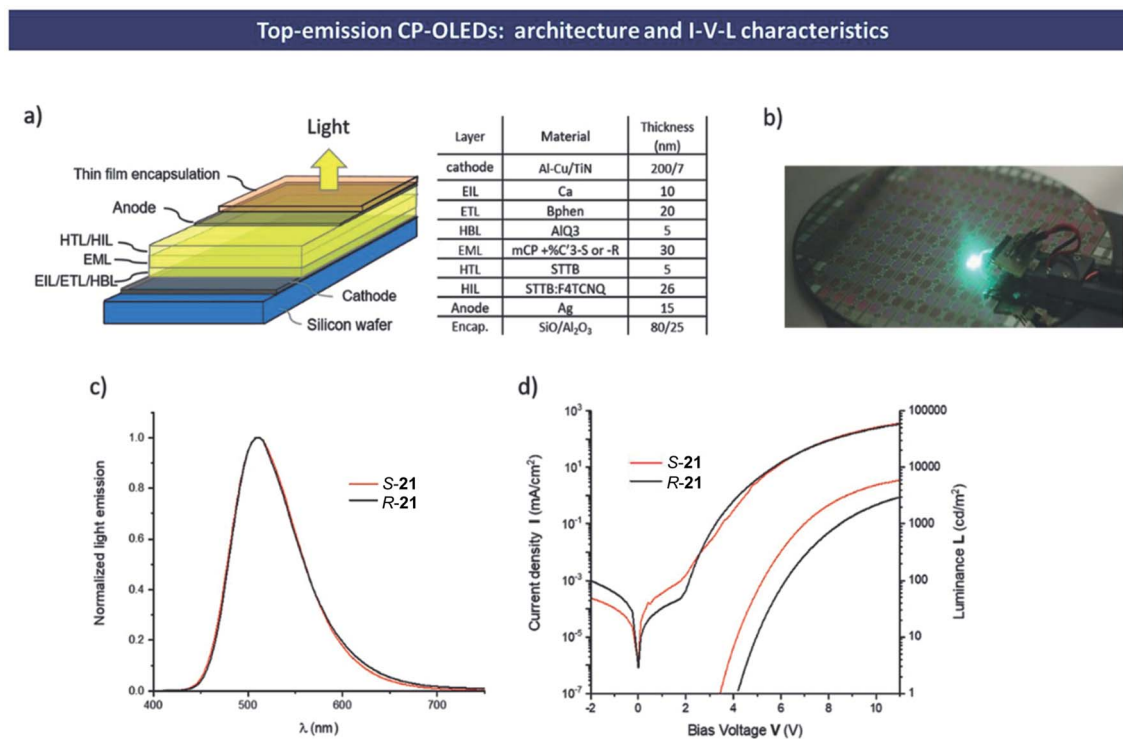 Top-emission CP-OLEDs: architecture and I-V-L characteristics
a)
Light
Thin film encapsulation
Anode
HTL/HIL
EML
EIL/ETL/HBL
Cathode
Silicon wafer
Layer Material Thickness (nm)
cathode Al-Cu/TiN 200/7
EIL Ca 10
ETL Bphen 20
HBL AlQ3 5
EML mCP +%C'3-S or -R 30
HTL STTB 5
HIL STTB:F4TCNQ 26
Anode Ag 15
Encap. SiO/Al₂O₃ 80/25
b)
c)
Normalized light emission
1.0
0.8
0.6
0.4
0.2
0.0
400 500 600 700
λ (nm)
S-21
R-21
d)
Current density I (mA/cm²)
10³
10¹
10⁻¹
10⁻³
10⁻⁵
10⁻⁷
-2 0 2 4 6 8 10
Bias Voltage V (V)
S-21
R-21
100000
10000
1000
100
10
1
Luminance L (cd/m²)